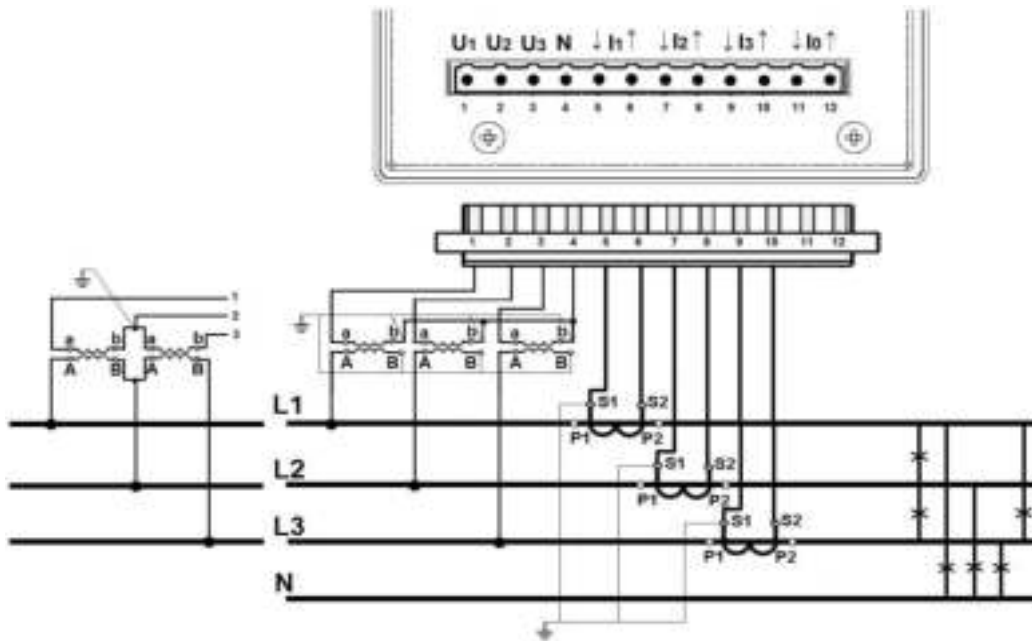 U1 U2 U3 N ↓ I1 ↑ ↓ I2 ↑ ↓ I3 ↑ ↓ I0 ↑
1 2 3 4 5 6 7 8 9 10 11 12
1 2 3 4 5 6 7 8 9 10 11 12
1
2
3
a b a b
A B A B
a b a b a b
A B A B A B
L1
S1 S2
P1 P2
L2
S1 S2
P1 P2
L3
S1 S2
P1 P2
N